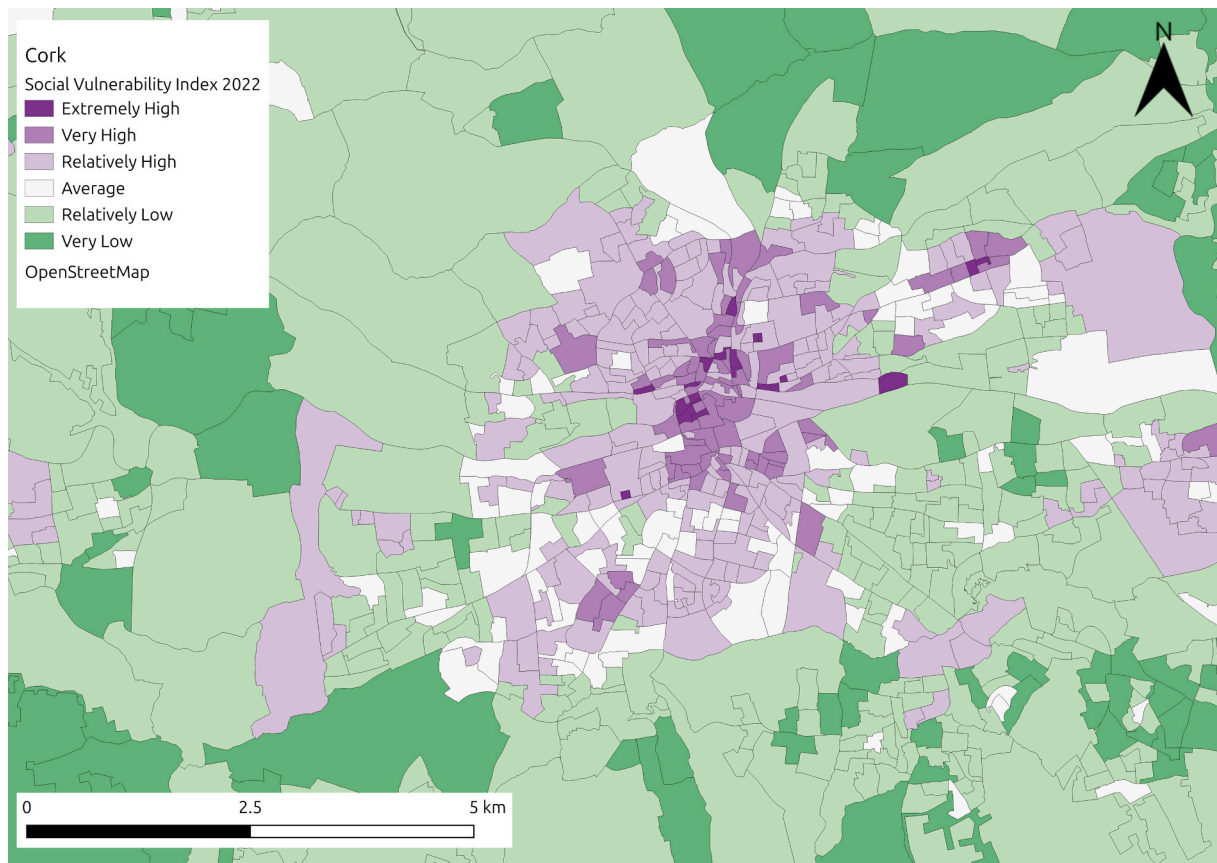 Cork
Social Vulnerability Index 2022
Extremely High
Very High
Relatively High
Average
Relatively Low
Very Low
OpenStreetMap
N
0 2.5 5 km